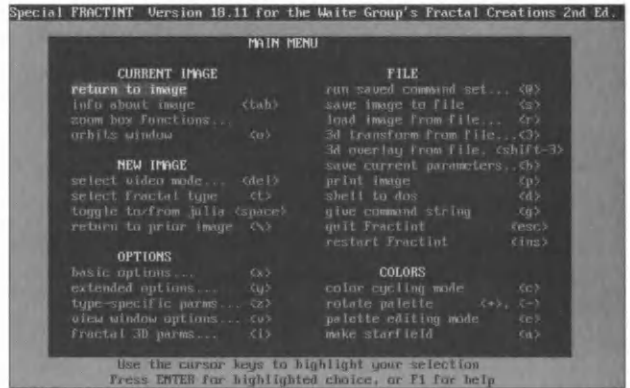 Special FRACTINT Version 18.11 for the Waite Group's Fractal Creations 2nd Ed.
MAIN MENU
CURRENT IMAGE
return to image
info about image <tab>
zoom box functions...
orbits window <o>
NEW IMAGE
select video mode... <del>
select fractal type <t>
toggle to/from julia <space>
return to prior image <\>
OPTIONS
basic options... <x>
extended options... <y>
type-specific parms... <z>
view window options... <v>
fractal 3D parms... <i>
FILE
run saved command set... <@>
save image to file <s>
load image from file... <r>
3d transform from file...<3>
3d overlay from file. <shift-3>
save current parameters..<b>
print image <p>
shell to dos <d>
give command string <g>
quit Fractint <esc>
restart Fractint <ins>
COLORS
color cycling mode <c>
rotate palette <+>, <->
palette editing mode <e>
make starfield <a>
Use the cursor keys to highlight your selection
Press ENTER for highlighted choice, or F1 for help